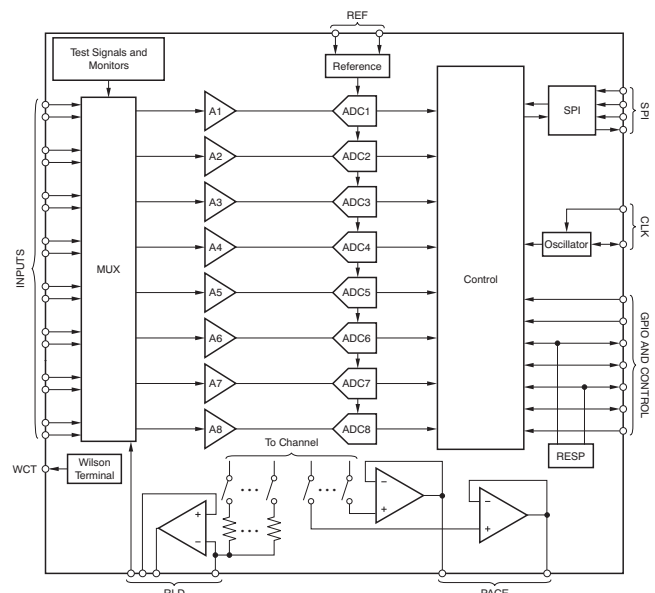 REF
Test Signals and
Monitors
Reference
A1
ADC1
SPI
SPI
A2
ADC2
A3
ADC3
CLK
A4
ADC4
Oscillator
INPUTS
MUX
Control
A5
ADC5
A6
ADC6
GPIO AND CONTROL
A7
ADC7
A8
ADC8
To Channel
RESP
WCT
Wilson
Terminal
RLD
PACE